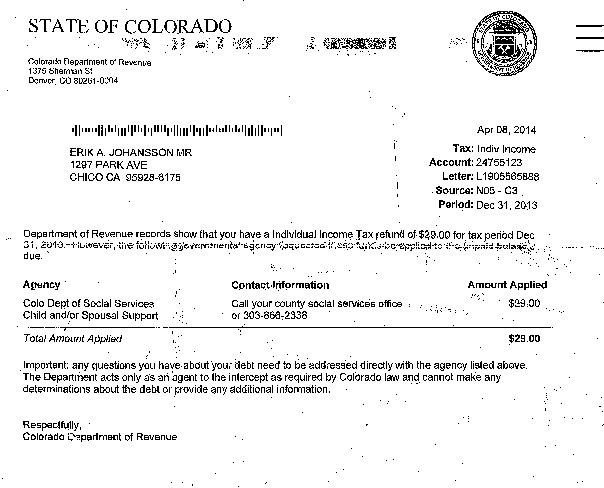 STATE OF COLORADO
Colorado Department of Revenue
1375 Sherman St
Denver, CO 80261-0004
Apr 08, 2014
ERIK A. JOHANSSON MR
1297 PARK AVE
CHICO CA 95928-6175
Tax: Indiv Income
Account: 24755123
Letter: L1905565888
Source: N05 - C3
Period: Dec 31, 2013
Department of Revenue records show that you have a Individual Income Tax refund of $29.00 for tax period Dec
31, 2013. However, the following governmental agency requested these funds be applied to the unpaid balance
due.
Agency Contact Information Amount Applied
Colo Dept of Social Services Call your county social services office $29.00
Child and/or Spousal Support or 303-866-2338
Total Amount Applied $29.00
Important: any questions you have about your debt need to be addressed directly with the agency listed above.
The Department acts only as an agent to the intercept as required by Colorado law and cannot make any
determinations about the debt or provide any additional information.
Respectfully,
Colorado Department of Revenue